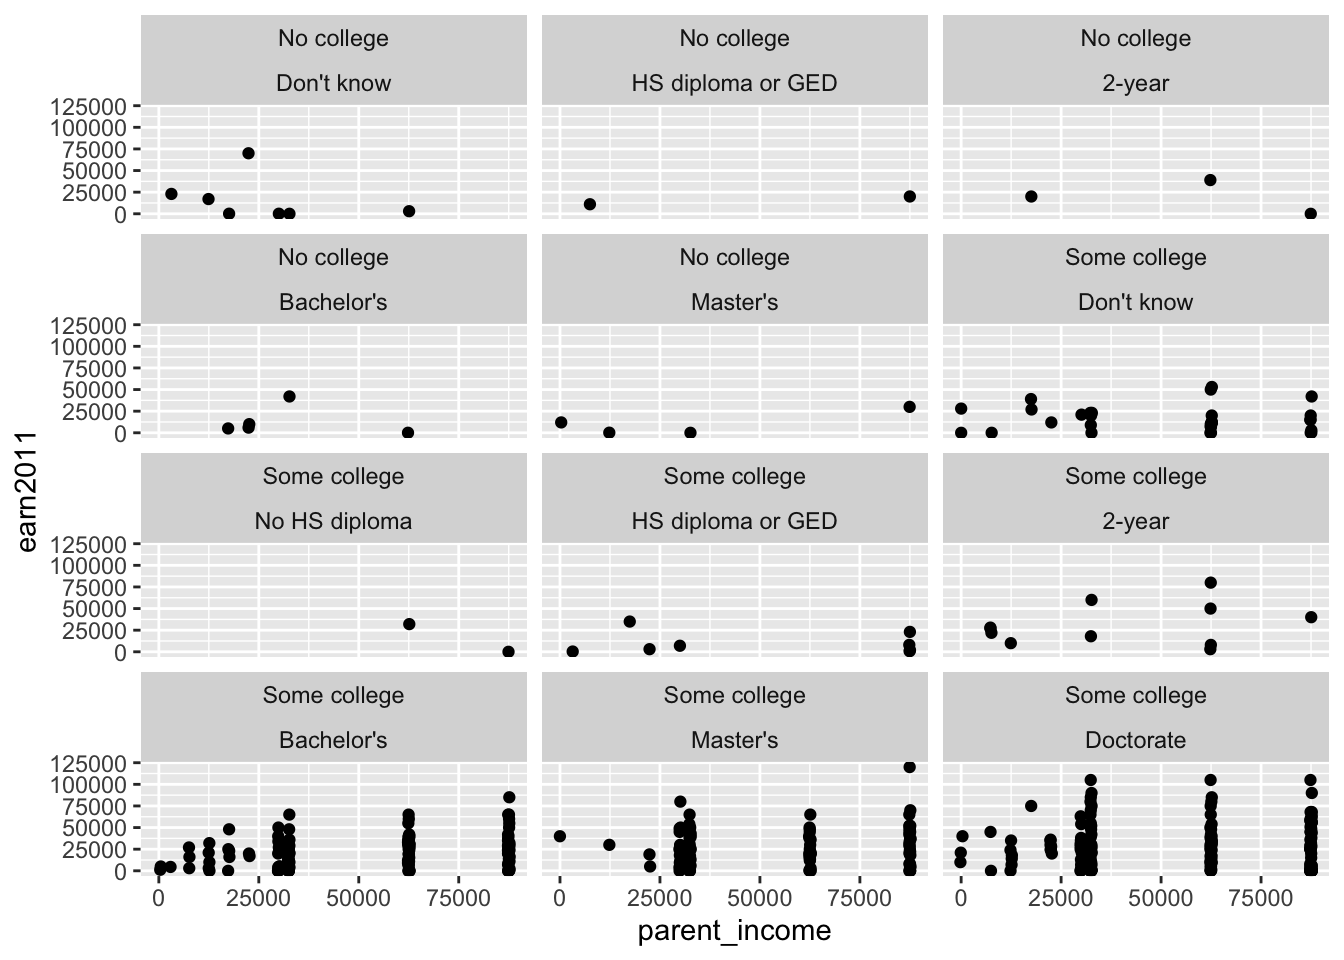 No college
No college
No college
Don't know
HS diploma or GED
2-year
125000
100000
75000
50000
25000
0
No college
No college
Some college
Bachelor's
Master's
Don't know
125000
100000
75000
50000
25000
0
earn2011
Some college
Some college
Some college
No HS diploma
HS diploma or GED
2-year
125000
100000
75000
50000
25000
0
Some college
Some college
Some college
Bachelor's
Master's
Doctorate
125000
100000
75000
50000
25000
0
0 25000 50000 75000
0 25000 50000 75000
0 25000 50000 75000
parent_income